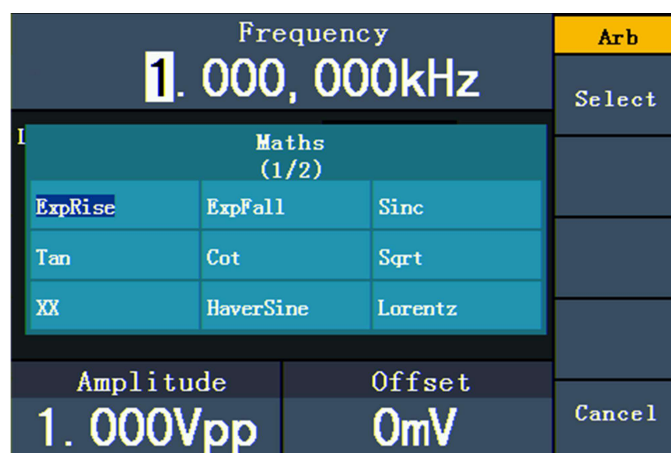 Frequency
1.000,000kHz
Maths
(1/2)
ExpRise ExpFall Sinc
Tan Cot Sqrt
XX HaverSine Lorentz
Amplitude Offset
1.000Vpp 0mV
Arb
Select
Cancel